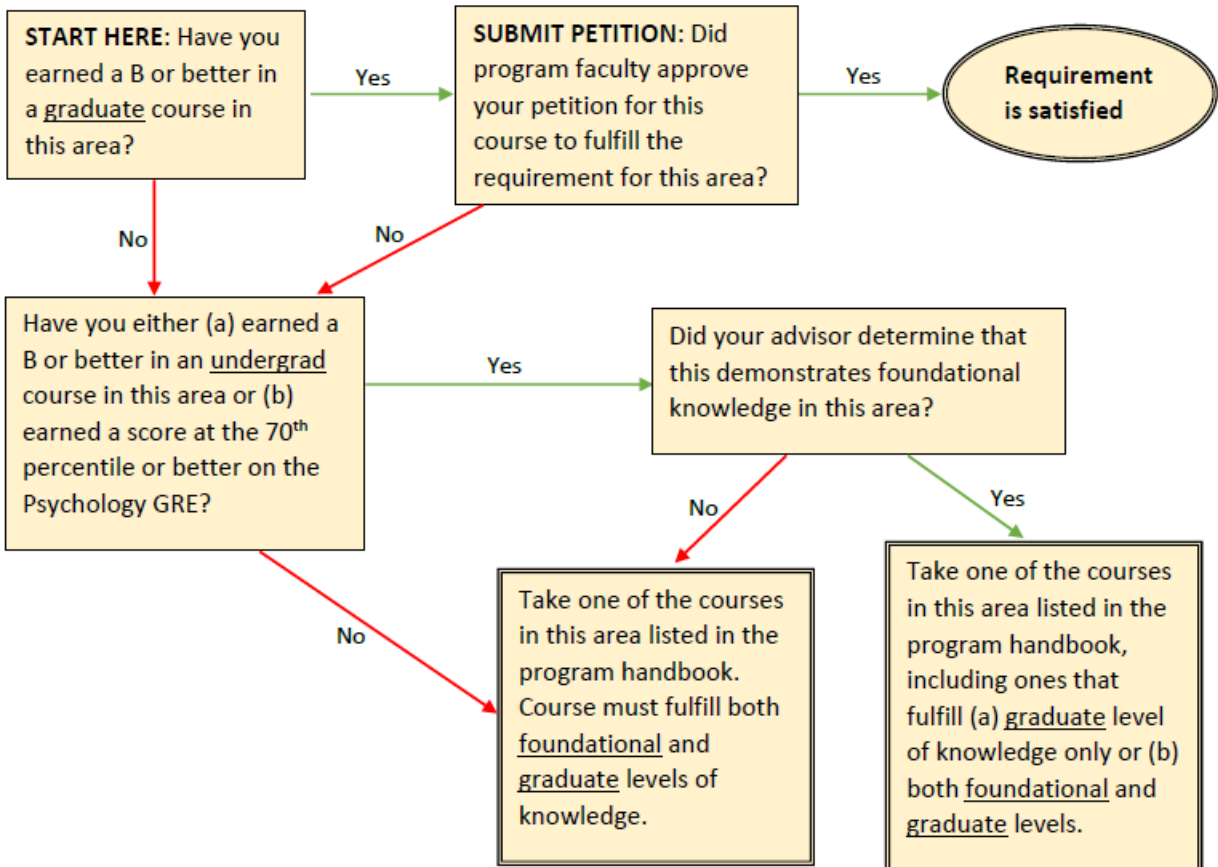 START HERE: Have you
earned a B or better in
a graduate course in
this area?
Yes
SUBMIT PETITION: Did
program faculty approve
your petition for this
course to fulfill the
requirement for this area?
Yes
Requirement
is satisfied
No
No
Have you either (a) earned a
B or better in an undergrad
course in this area or (b)
earned a score at the 70th
percentile or better on the
Psychology GRE?
Yes
Did your advisor determine that
this demonstrates foundational
knowledge in this area?
No
Yes
No
Take one of the courses
in this area listed in the
program handbook.
Course must fulfill both
foundational and
graduate levels of
knowledge.
Take one of the courses
in this area listed in the
program handbook,
including ones that
fulfill (a) graduate level
of knowledge only or (b)
both foundational and
graduate levels.